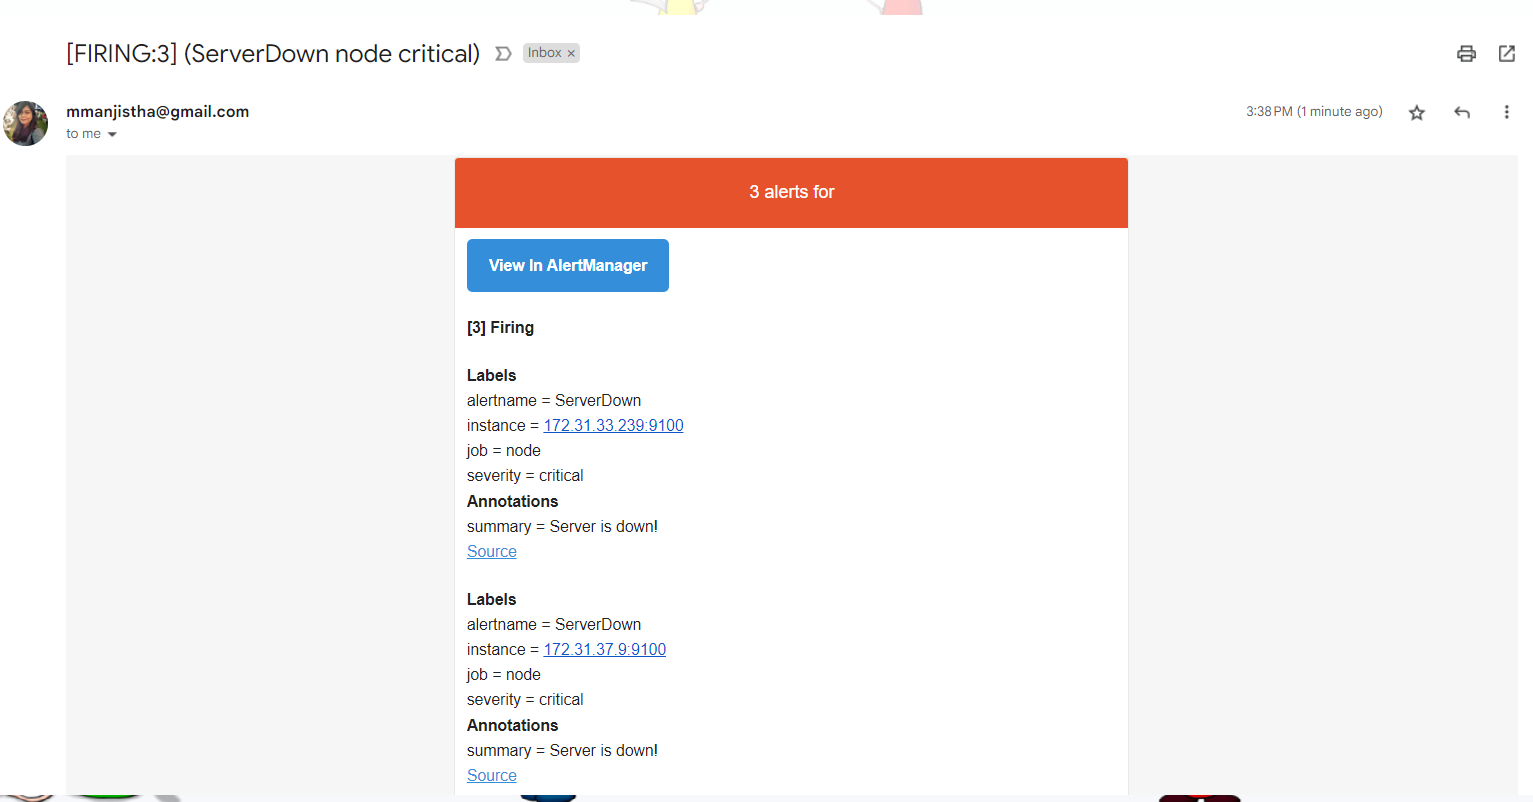 [FIRING:3] (ServerDown node critical) Inbox ×
mmanjistha@gmail.com 3:38 PM (1 minute ago)
to me
3 alerts for
View In AlertManager
[3] Firing
Labels
alertname = ServerDown
instance = 172.31.33.239:9100
job = node
severity = critical
Annotations
summary = Server is down!
Source
Labels
alertname = ServerDown
instance = 172.31.37.9:9100
job = node
severity = critical
Annotations
summary = Server is down!
Source